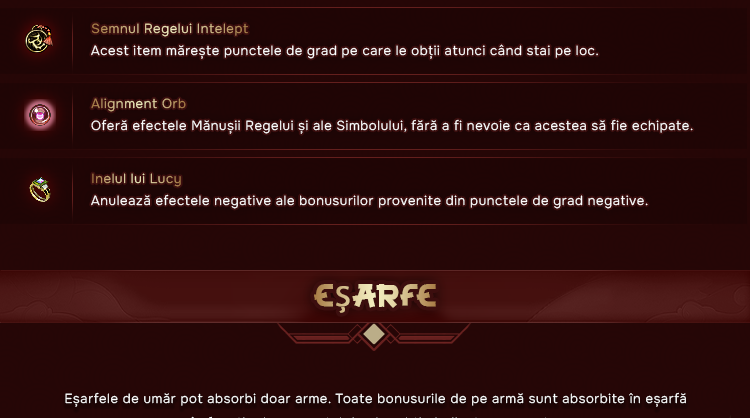 Semnul Regelui Intelept
Acest item mărește punctele de grad pe care le obții atunci când stai pe loc.
Alignment Orb
Oferă efectele Mănușii Regelui și ale Simbolului, fără a fi nevoie ca acestea să fie echipate.
Inelul lui Lucy
Anulează efectele negative ale bonusurilor provenite din punctele de grad negative.
EȘARFE
Eșarfele de umăr pot absorbi doar arme. Toate bonusurile de pe armă sunt absorbite în eșarfă